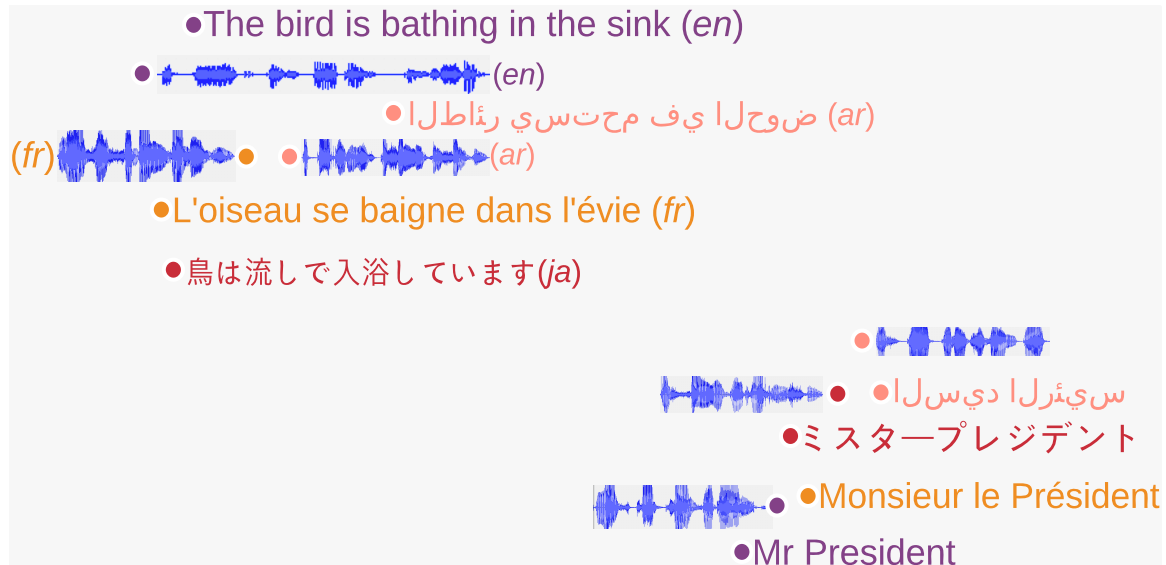 The bird is bathing in the sink (en)
(en)
الطائر يستحم في الحوض (ar)
(fr)
(ar)
L'oiseau se baigne dans l'évie (fr)
鳥は流しで入浴しています(ja)
السيد الرئيس
ミスタ―プレジデント
Monsieur le Président
Mr President